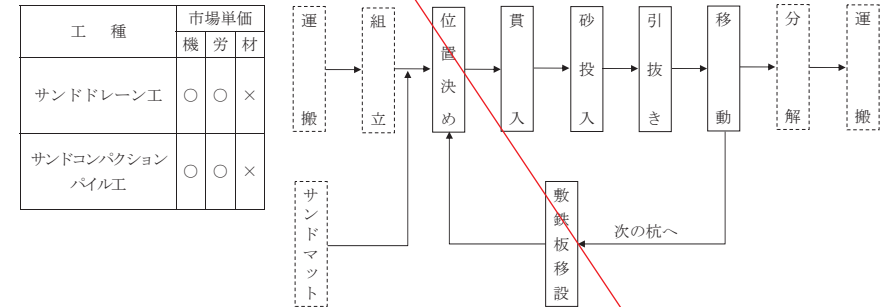 工　種
市場単価
機 労 材
サンドドレーン工
○ ○ ×
サンドコンパクション
パイル工
○ ○ ×
運搬
組立
位置決め
貫入
砂投入
引抜き
移動
分解
運搬
サンドマット
敷鉄板移設
次の杭へ